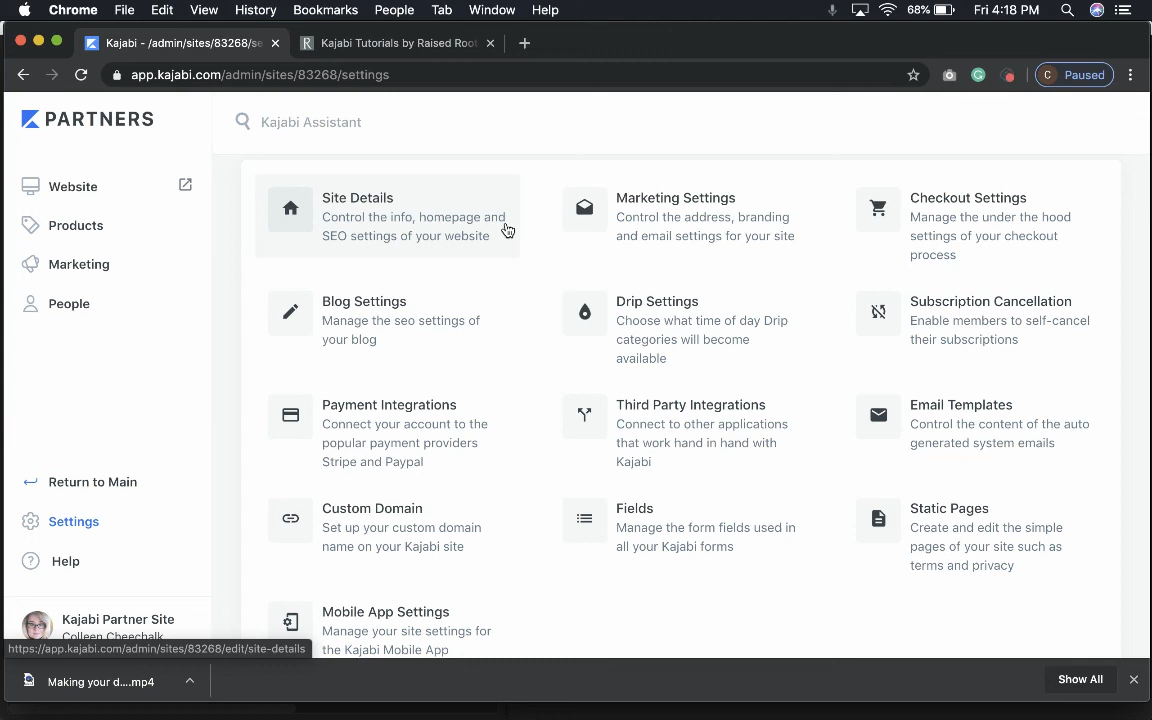 Chrome File Edit View History Bookmarks People Tab Window Help 68% Fri 4:18 PM
Kajabi - /admin/sites/83268/se
Kajabi Tutorials by Raised Root
app.kajabi.com/admin/sites/83268/settings
C Paused
PARTNERS
Kajabi Assistant
Website
Products
Marketing
People
Return to Main
Settings
Help
Kajabi Partner Site
Colleen Cheechalk
Site Details
Control the info, homepage and
SEO settings of your website
Marketing Settings
Control the address, branding
and email settings for your site
Checkout Settings
Manage the under the hood
settings of your checkout
process
Blog Settings
Manage the seo settings of
your blog
Drip Settings
Choose what time of day Drip
categories will become
available
Subscription Cancellation
Enable members to self-cancel
their subscriptions
Payment Integrations
Connect your account to the
popular payment providers
Stripe and Paypal
Third Party Integrations
Connect to other applications
that work hand in hand with
Kajabi
Email Templates
Control the content of the auto
generated system emails
Custom Domain
Set up your custom domain
name on your Kajabi site
Fields
Manage the form fields used in
all your Kajabi forms
Static Pages
Create and edit the simple
pages of your site such as
terms and privacy
Mobile App Settings
Manage your site settings for
the Kajabi Mobile App
https://app.kajabi.com/admin/sites/83268/edit/site-details
Making your d....mp4
Show All